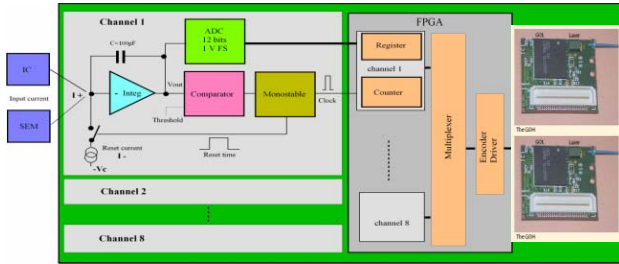 Channel 1
FPGA
C=100pF
ADC
12 bits
1 V FS
IC
Register
channel 1
I +
- Integ
Vout
Comparator
Monostable
Clock
Counter
Input current
SEM
Threshold
Reset current
I -
Reset time
-Vc
Multiplexer
Encoder
Driver
Channel 2
channel 8
Channel 8
GOL
Laser
The GOH
GOL
Laser
The GOH